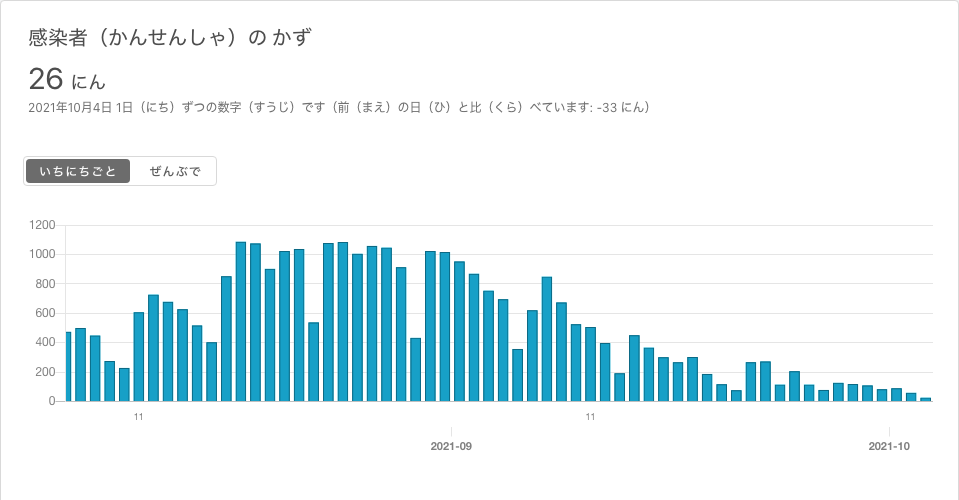 感染者（かんせんしゃ）の かず
26 にん
2021年10月4日 1日（にち）ずつの数字（すうじ）です（前（まえ）の日（ひ）と比（くら）べています: -33 にん）
いちにちごと ぜんぶで
1200
1000
800
600
400
200
0
11 11
2021-09 2021-10